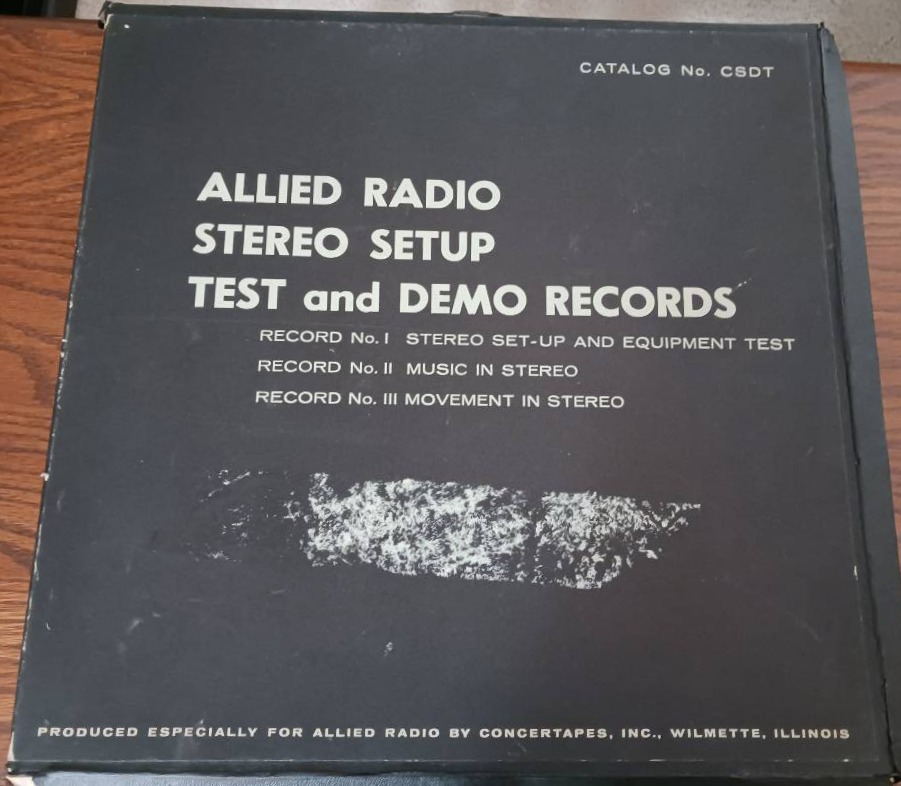 CATALOG No. CSDT
ALLIED RADIO
STEREO SETUP
TEST and DEMO RECORDS
RECORD No. I STEREO SET-UP AND EQUIPMENT TEST
RECORD No. II MUSIC IN STEREO
RECORD No. III MOVEMENT IN STEREO
PRODUCED ESPECIALLY FOR ALLIED RADIO BY CONCERTAPES, INC., WILMETTE, ILLINOIS